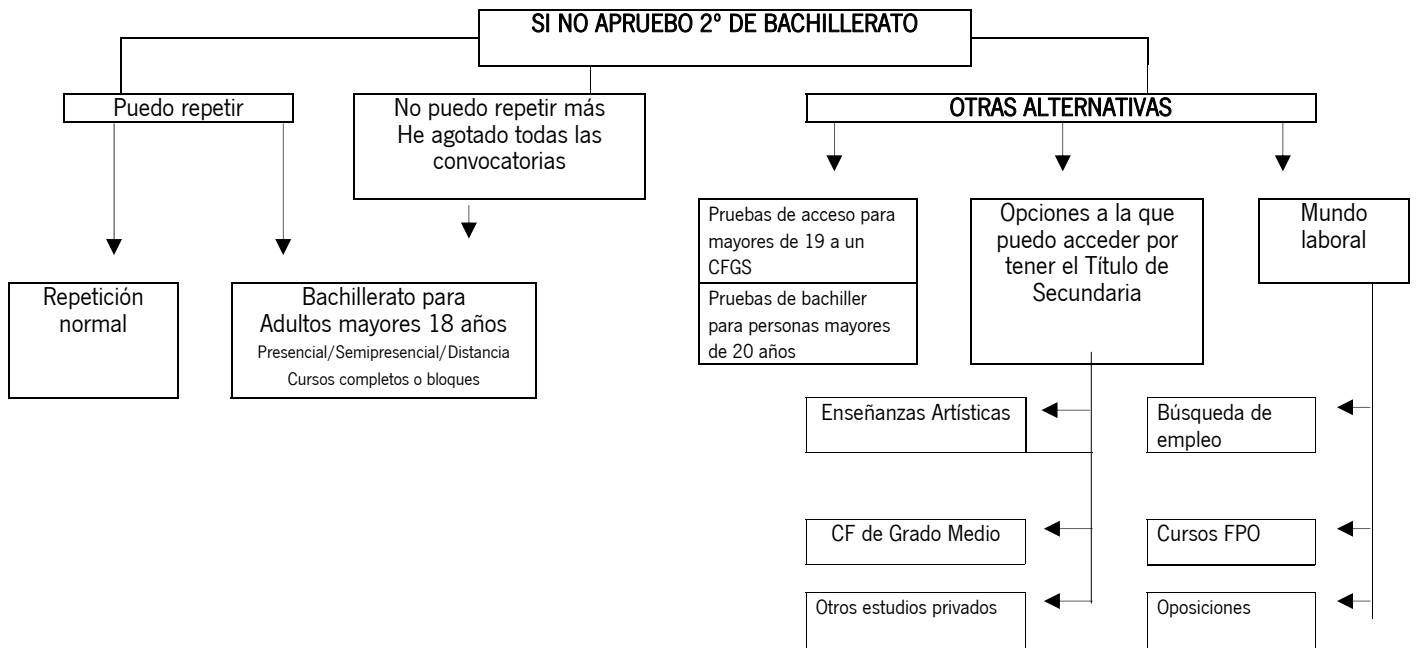 SI NO APRUEBO 2º DE BACHILLERATO
Puedo repetir
No puedo repetir más
He agotado todas las
convocatorias
OTRAS ALTERNATIVAS
Repetición
normal
Bachillerato para
Adultos mayores 18 años
Presencial/Semipresencial/Distancia
Cursos completos o bloques
Pruebas de acceso para
mayores de 19 a un
CFGS
Pruebas de bachiller
para personas mayores
de 20 años
Opciones a la que
puedo acceder por
tener el Título de
Secundaria
Mundo
laboral
Enseñanzas Artísticas
CF de Grado Medio
Otros estudios privados
Búsqueda de
empleo
Cursos FPO
Oposiciones